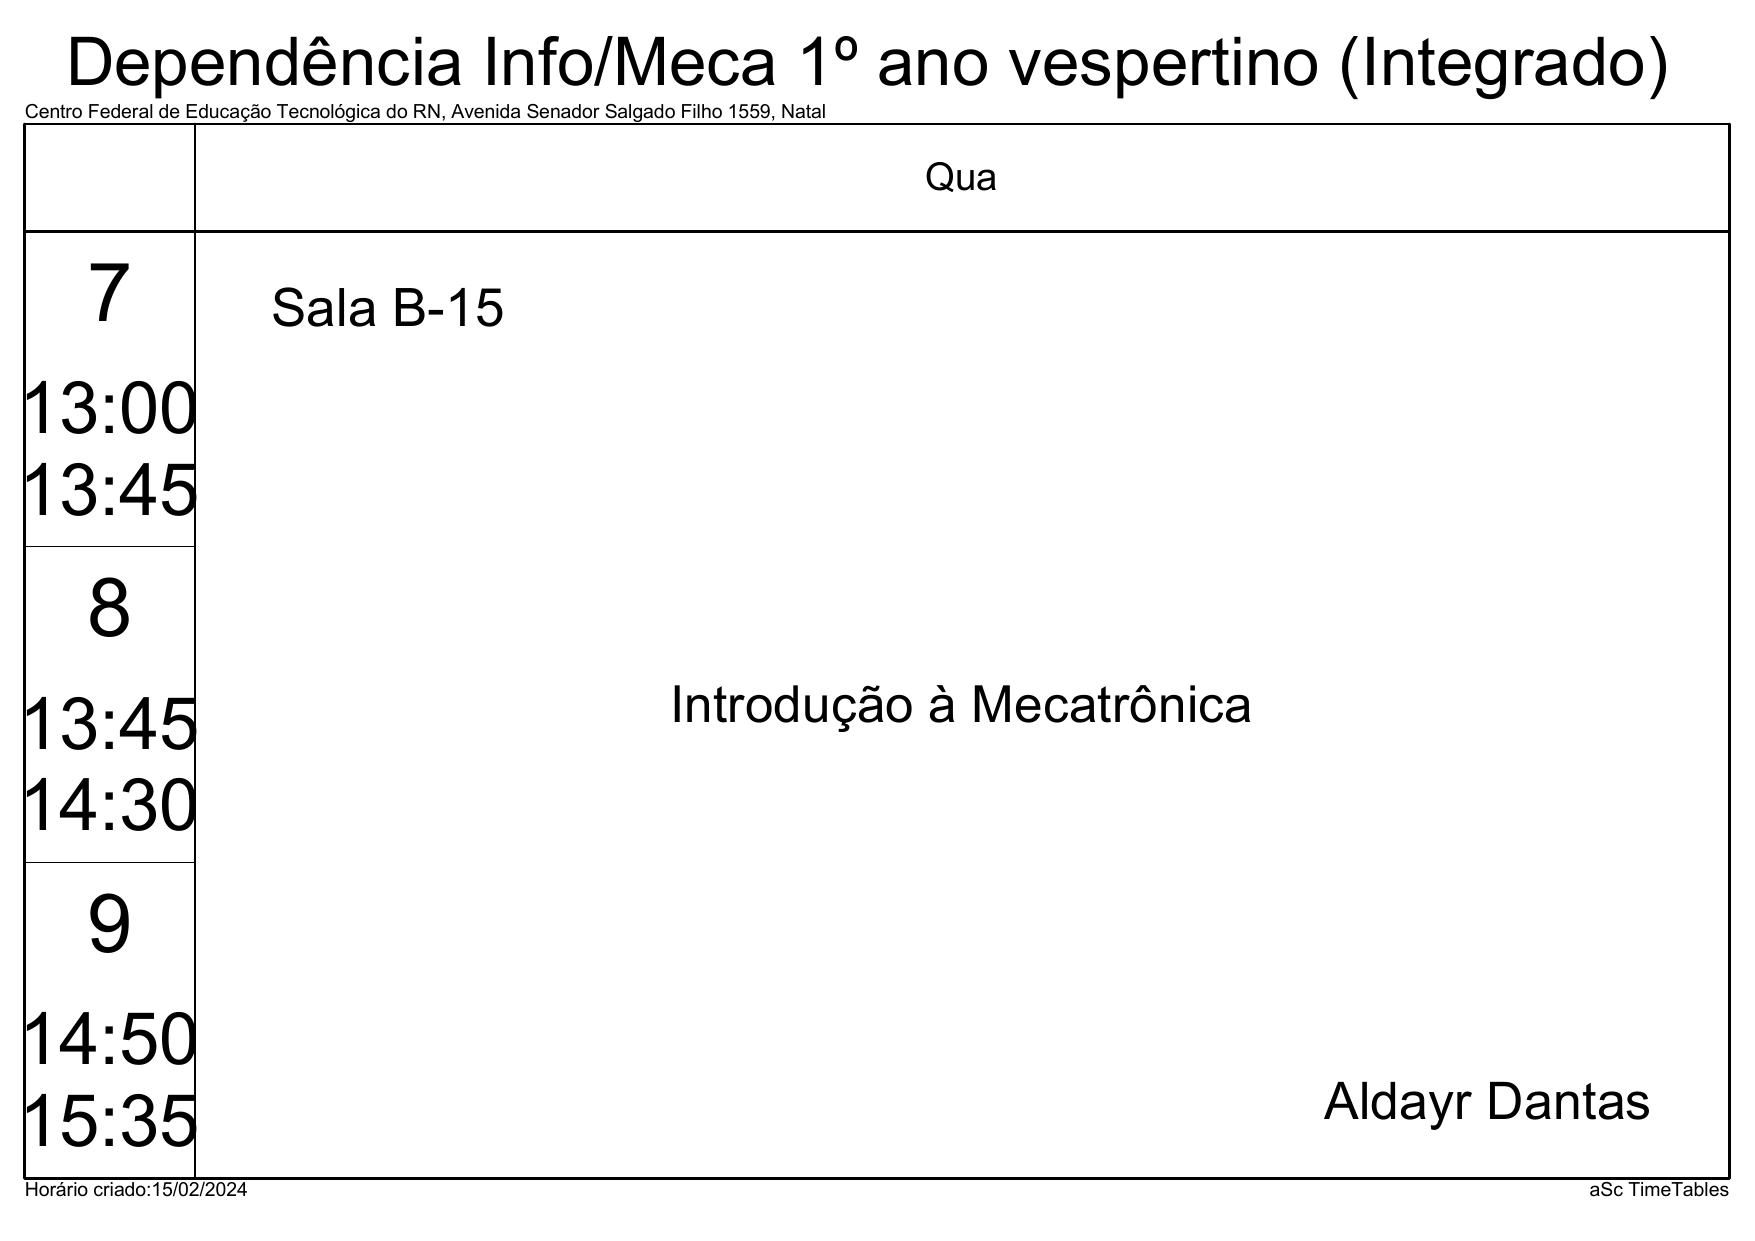 Dependência Info/Meca 1º ano vespertino (Integrado)
Centro Federal de Educação Tecnológica do RN, Avenida Senador Salgado Filho 1559, Natal
Qua
7
13:00
13:45
8
13:45
14:30
9
14:50
15:35
Sala B-15
Introdução à Mecatrônica
Aldayr Dantas
Horário criado:15/02/2024
aSc TimeTables